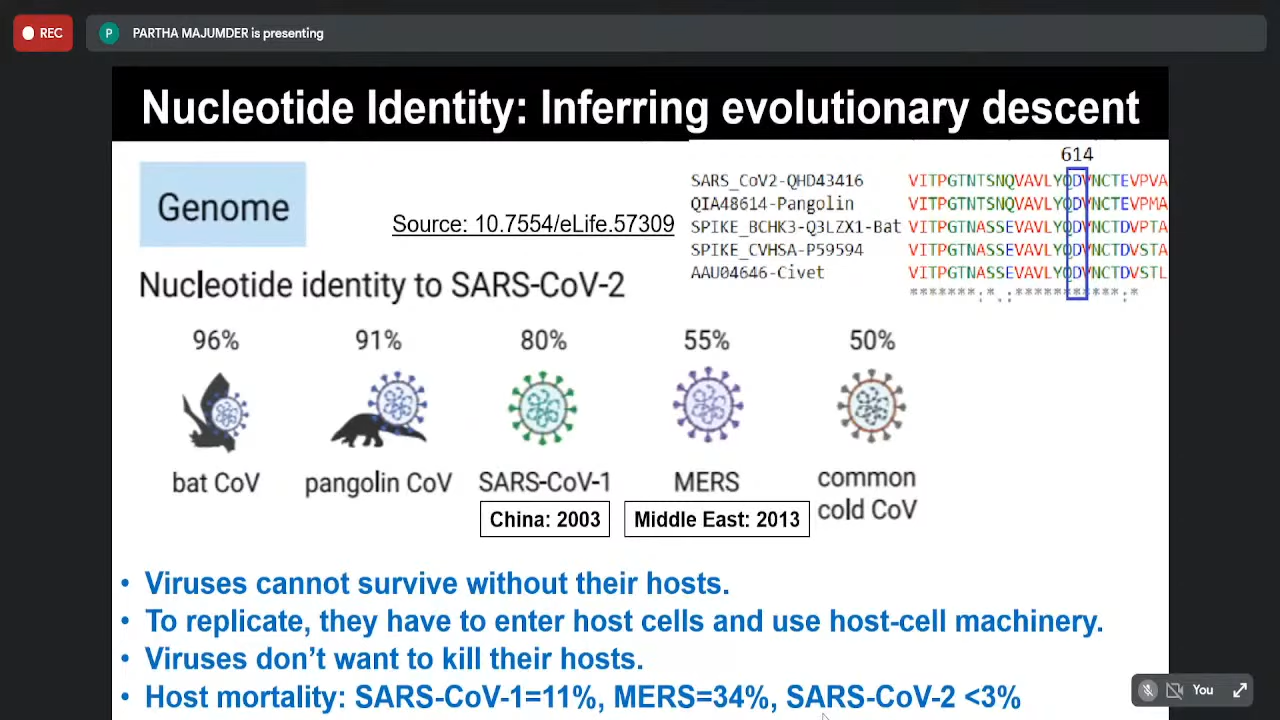 REC
P PARTHA MAJUMDER is presenting
Nucleotide Identity: Inferring evolutionary descent
Genome
Source: 10.7554/eLife.57309
614
SARS_CoV2-QHD43416 VITPGTNTSNQVAVLYQDVNCTEVPVA
QIA48614-Pangolin VITPGTNTSNQVAVLYQDVNCTEVPMA
SPIKE_BCHK3-Q3LZX1-Bat VITPGTNASSEVAVLYQDVNCTDVPTA
SPIKE_CVHSA-P59594 VITPGTNASSEVAVLYQDVNCTDVSTA
AAU04646-Civet VITPGTNASSEVAVLYQDVNCTDVSTL
*******:*.:***********:*
Nucleotide identity to SARS-CoV-2
96% 91% 80% 55% 50%
bat CoV pangolin CoV SARS-CoV-1 MERS common
cold CoV
China: 2003 Middle East: 2013
• Viruses cannot survive without their hosts.
• To replicate, they have to enter host cells and use host-cell machinery.
• Viruses don’t want to kill their hosts.
• Host mortality: SARS-CoV-1=11%, MERS=34%, SARS-CoV-2 <3%
You